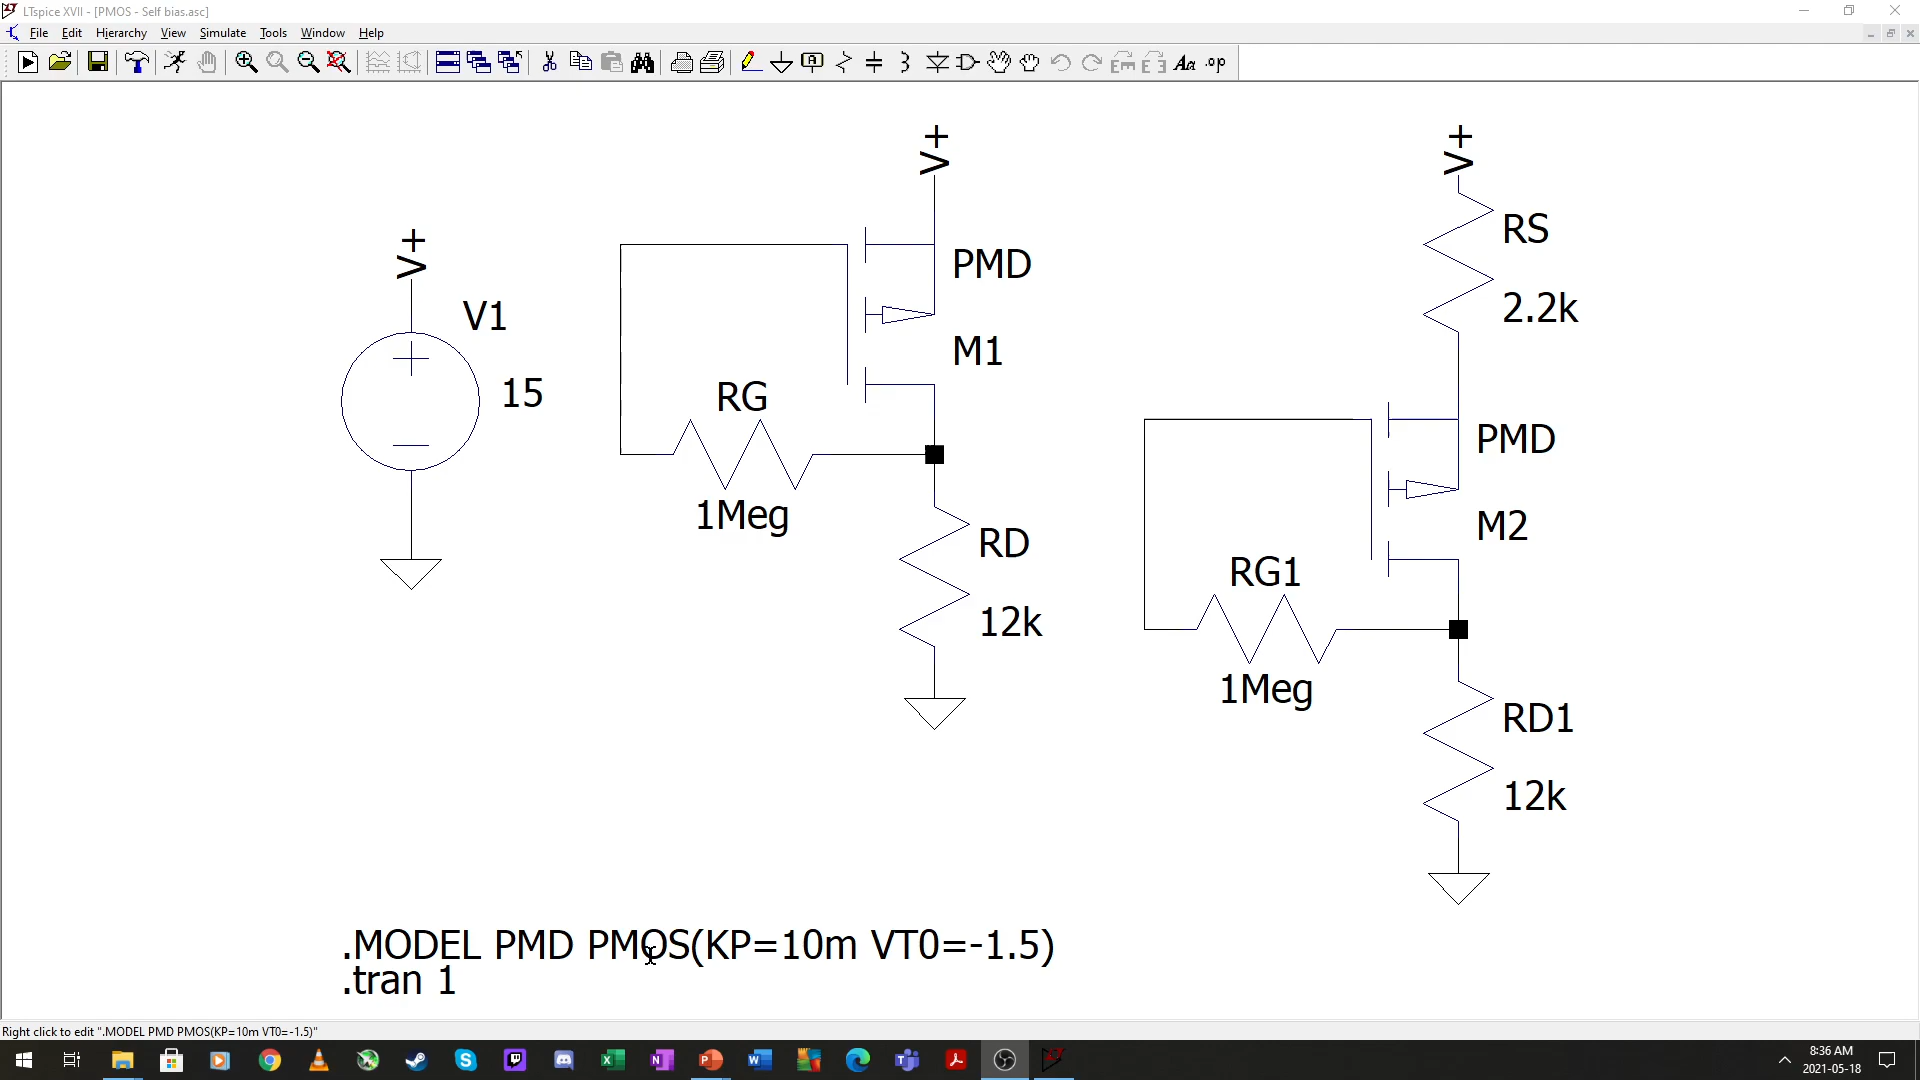 LTspice XVII - [PMOS - Self bias.asc]
File Edit Hierarchy View Simulate Tools Window Help
Aa .op
V+
V+
V+
RS
PMD
2.2k
V1
M1
15
RG
PMD
1Meg
M2
RD
RG1
12k
1Meg
RD1
12k
.MODEL PMD PMOS(KP=10m VT0=-1.5)
.tran 1
Right click to edit ".MODEL PMD PMOS(KP=10m VT0=-1.5)"
8:36 AM
2021-05-18